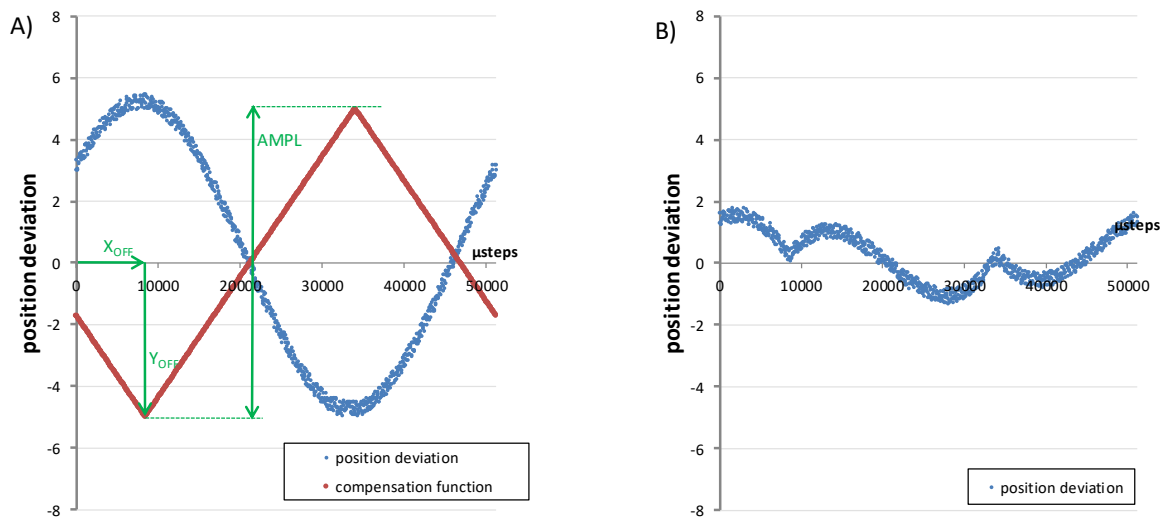 A)
position deviation
8
6
4
2
0
-2
-4
-6
-8
0
10000
20000
30000
40000
50000
µsteps
X_OFF
Y_OFF
AMPL
position deviation
compensation function
B)
position deviation
8
6
4
2
0
-2
-4
-6
-8
0
10000
20000
30000
40000
50000
µsteps
position deviation